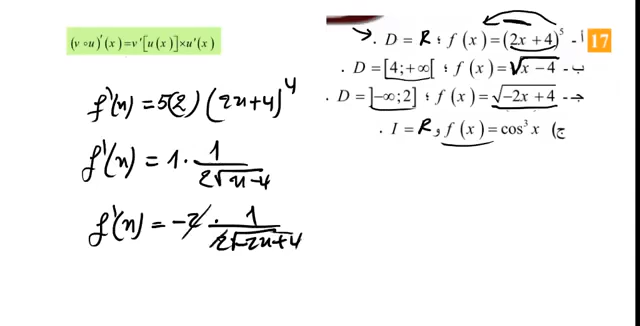 (v∘u)'(x)=v'[u(x)]×u'(x)
17 أ- f(x)=(2x+4)⁵ ؛ D=ℝ .
ب- f(x)=√(x-4) ؛ D=[4;+∞[ .
ج- f(x)=√(-2x+4) ؛ D=]-∞;2] .
ح) f(x)=cos³x و I=ℝ .
f'(x)=5(2)(2x+4)⁴
f'(x)=1·1/(2√(x-4))
f'(x)=-2·1/(2√(-2x+4))